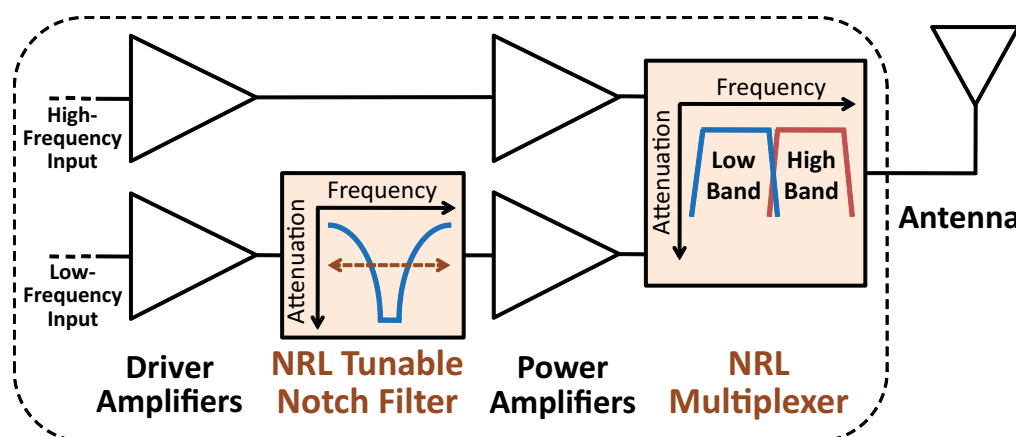 High-
Frequency
Input
Frequency
Attenuation
Low
Band
High
Band
Antenna
Low-
Frequency
Input
Frequency
Attenuation
Driver
Amplifiers
NRL Tunable
Notch Filter
Power
Amplifiers
NRL
Multiplexer